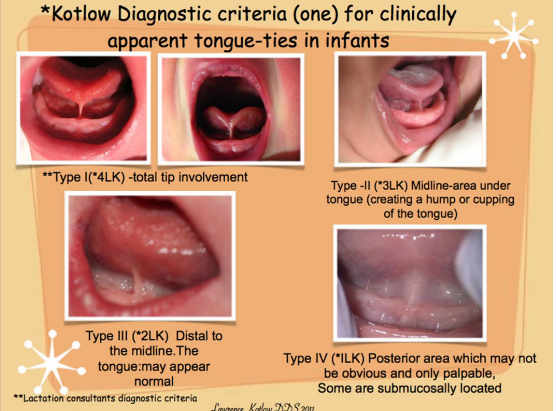 *Kotlow Diagnostic criteria (one) for clinically
apparent tongue-ties in infants
**Type I(*4LK) -total tip involvement
Type -II (*3LK) Midline-area under
tongue (creating a hump or cupping
of the tongue)
Type III (*2LK) Distal to
the midline.The
tongue:may appear
normal
Type IV (*ILK) Posterior area which may not
be obvious and only palpable,
Some are submucosally located
**Lactation consultants diagnostic criteria
Lawrence Kotlow DDS 2011